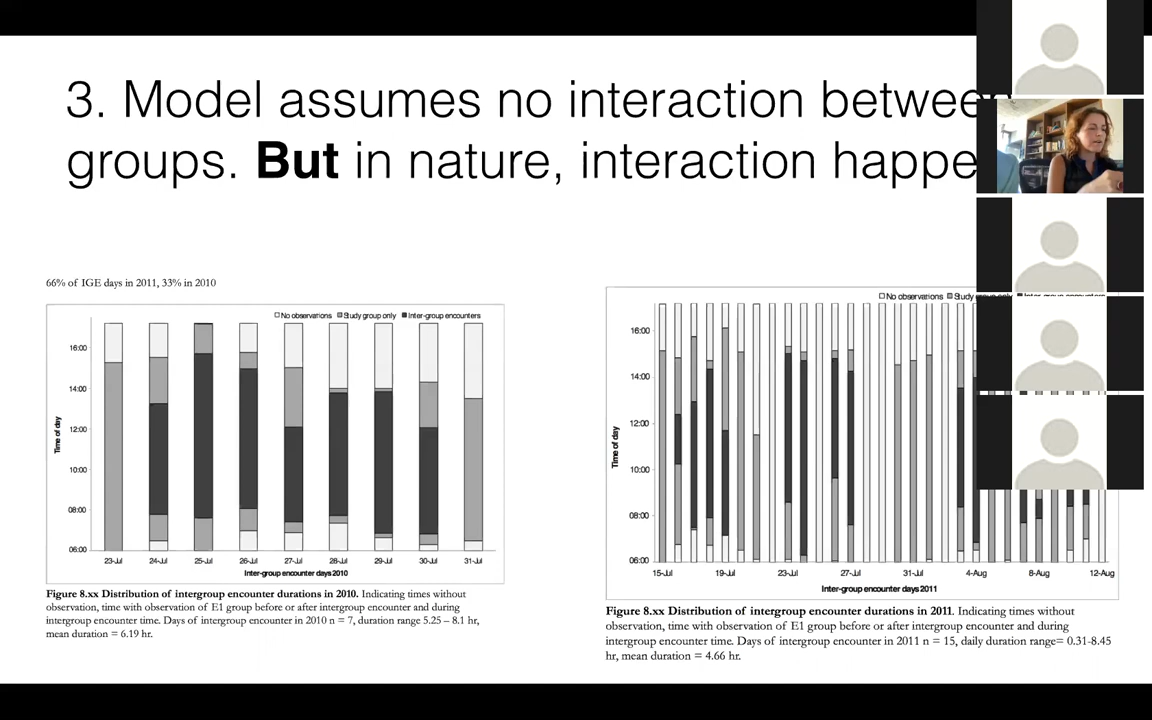 3. Model assumes no interaction between
groups. But in nature, interaction happe
66% of IGE days in 2011, 33% in 2010
No observations Study group only Inter-group encounters
16:00
14:00
12:00
10:00
08:00
06:00
Time of day
23-Jul 24-Jul 25-Jul 26-Jul 27-Jul 28-Jul 29-Jul 30-Jul 31-Jul
Inter-group encounter days 2010
Figure 8.xx Distribution of intergroup encounter durations in 2010. Indicating times without
observation, time with observation of E1 group before or after intergroup encounter and during
intergroup encounter time. Days of intergroup encounter in 2010 n = 7, duration range 5.25 – 8.1 hr,
mean duration = 6.19 hr.
No observations Study group only Inter-group encounters
16:00
14:00
12:00
10:00
08:00
06:00
Time of day
15-Jul 19-Jul 23-Jul 27-Jul 31-Jul 4-Aug 8-Aug 12-Aug
Inter-group encounter days 2011
Figure 8.xx Distribution of intergroup encounter durations in 2011. Indicating times without
observation, time with observation of E1 group before or after intergroup encounter and during
intergroup encounter time. Days of intergroup encounter in 2011 n = 15, daily duration range= 0.31-8.45
hr, mean duration = 4.66 hr.